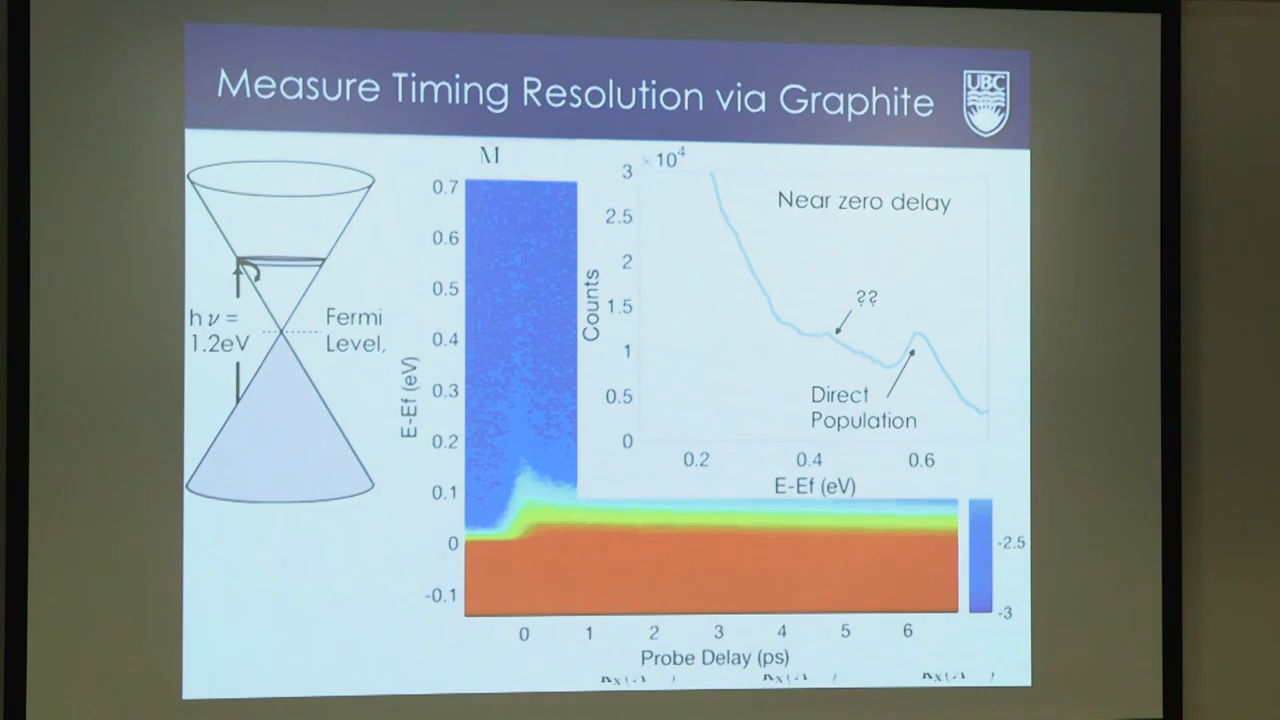 Measure Timing Resolution via Graphite
UBC
M
0.7
0.6
0.5
0.4
0.3
0.2
0.1
0
-0.1
E-Ef (eV)
0 1 2 3 4 5 6
Probe Delay (ps)
hν =
1.2eV
Fermi
Level,
× 10^4
3
2.5
2
1.5
1
0.5
0
Counts
Near zero delay
??
Direct
Population
0.2 0.4 0.6
E-Ef (eV)
-2.5
-3